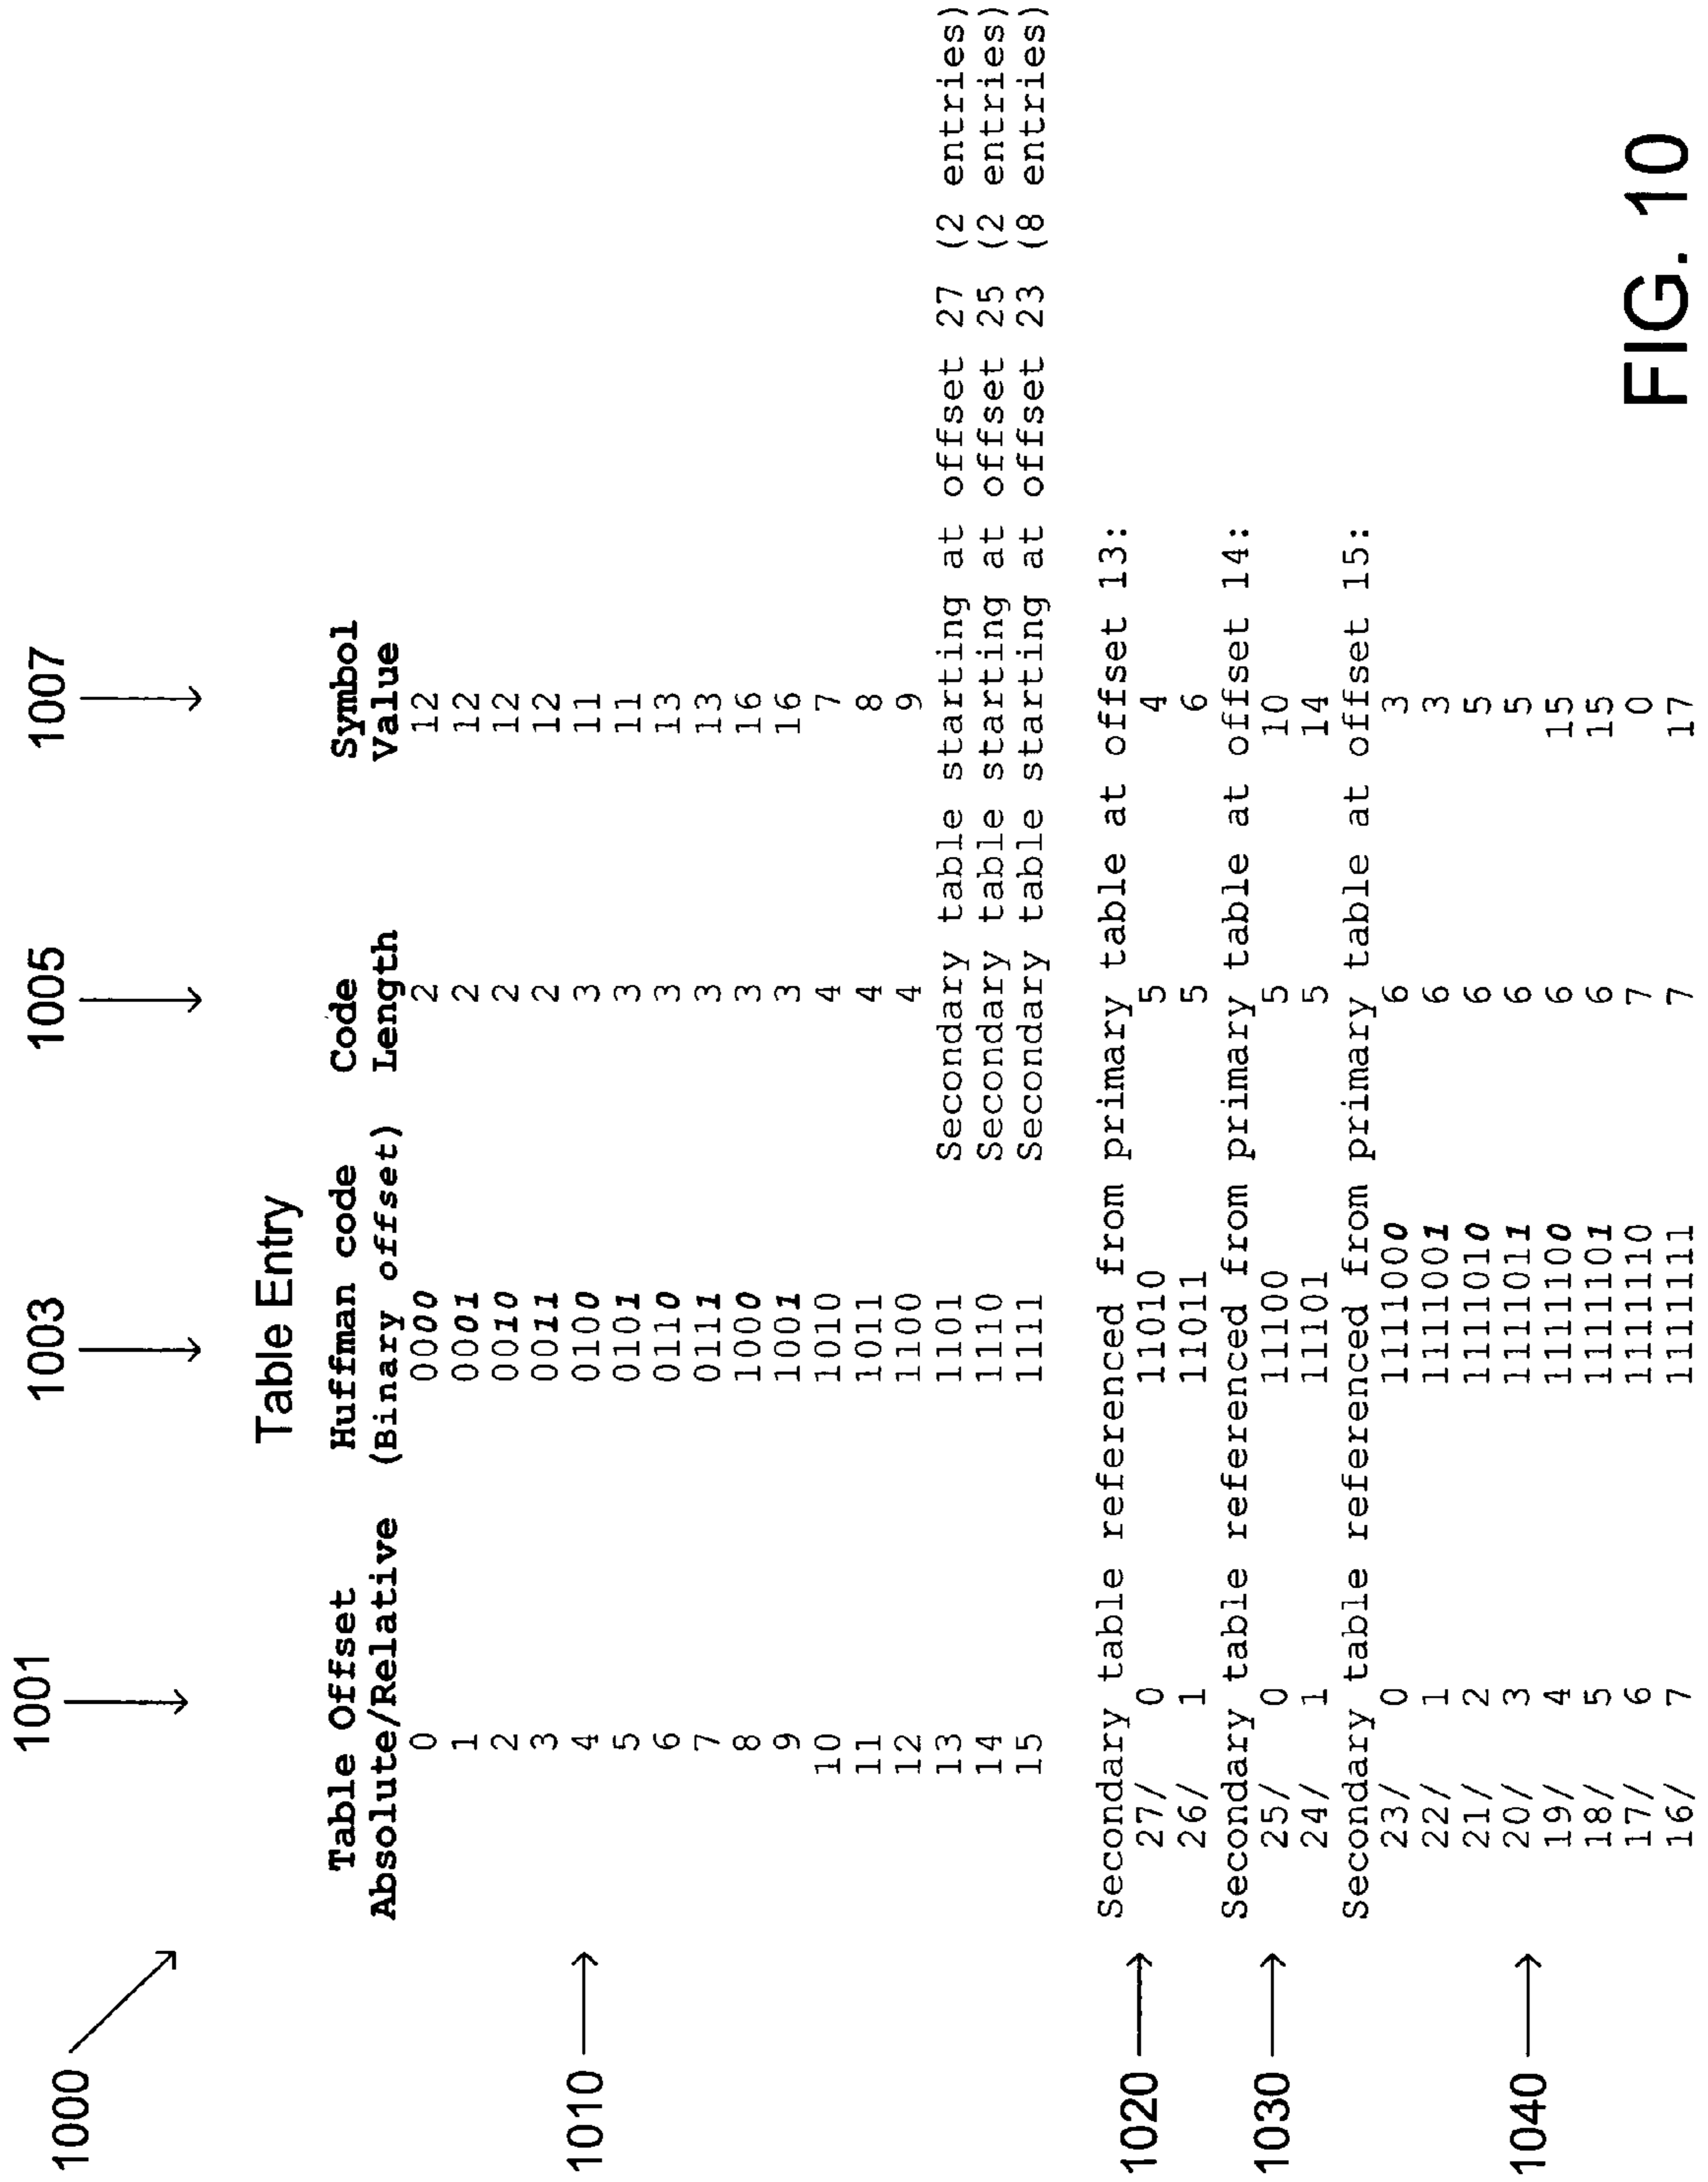 1000
1001
1003
1005
1007
Table Entry
Table Offset Huffman code Code Symbol
Absolute/Relative (Binary offset) Length Value
1010
0 0000 2 12
1 0001 2 12
2 0010 2 12
3 0011 2 12
4 0100 3 11
5 0101 3 11
6 0110 3 13
7 0111 3 13
8 1000 3 16
9 1001 3 16
10 1010 4 7
11 1011 4 8
12 1100 4 9
13 1101 Secondary table starting at offset 27 (2 entries)
14 1110 Secondary table starting at offset 25 (2 entries)
15 1111 Secondary table starting at offset 23 (8 entries)
1020
Secondary table referenced from primary table at offset 13:
27/ 0 11010 5 4
26/ 1 11011 5 6
1030
Secondary table referenced from primary table at offset 14:
25/ 0 11100 5 10
24/ 1 11101 5 14
1040
Secondary table referenced from primary table at offset 15:
23/ 0 1111000 6 3
22/ 1 1111001 6 3
21/ 2 1111010 6 5
20/ 3 1111011 6 5
19/ 4 1111100 6 15
18/ 5 1111101 6 15
17/ 6 1111110 7 0
16/ 7 1111111 7 17
FIG. 10